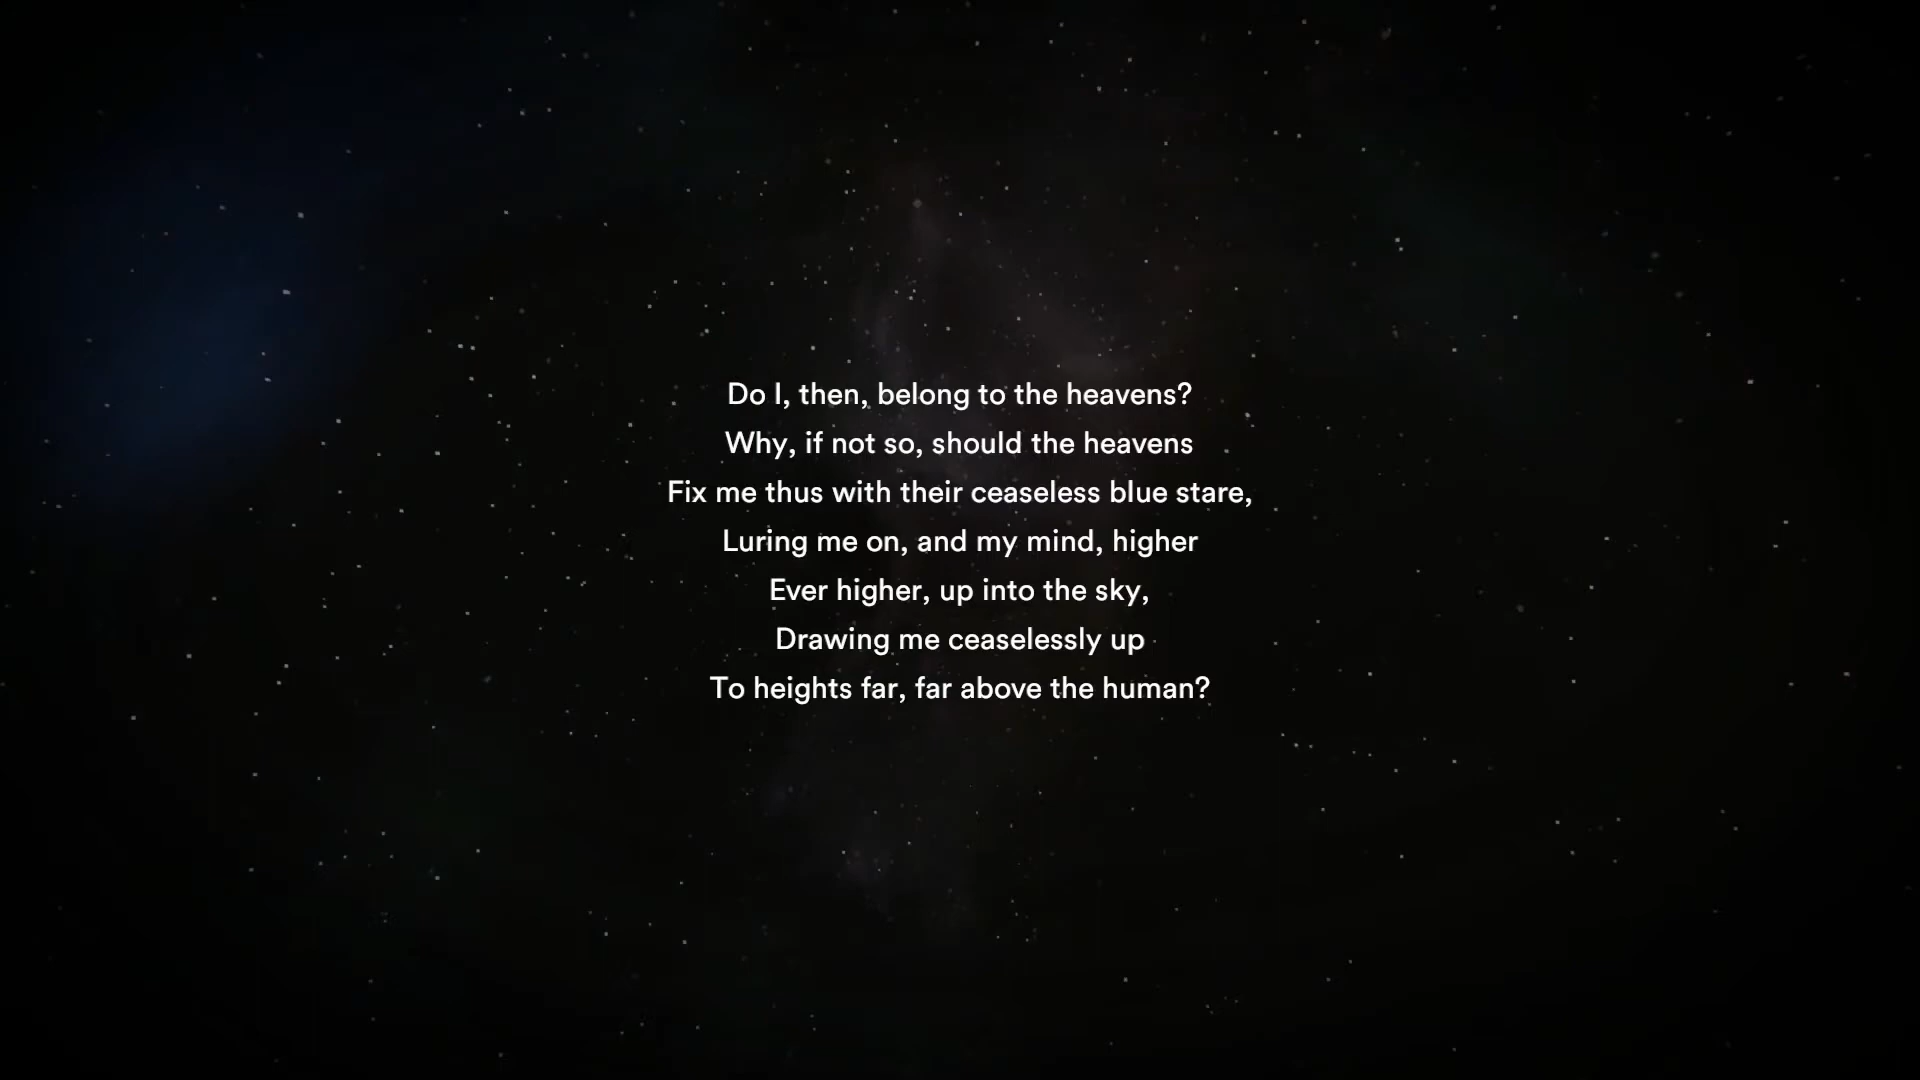 Do I, then, belong to the heavens?
Why, if not so, should the heavens
Fix me thus with their ceaseless blue stare,
Luring me on, and my mind, higher
Ever higher, up into the sky,
Drawing me ceaselessly up
To heights far, far above the human?